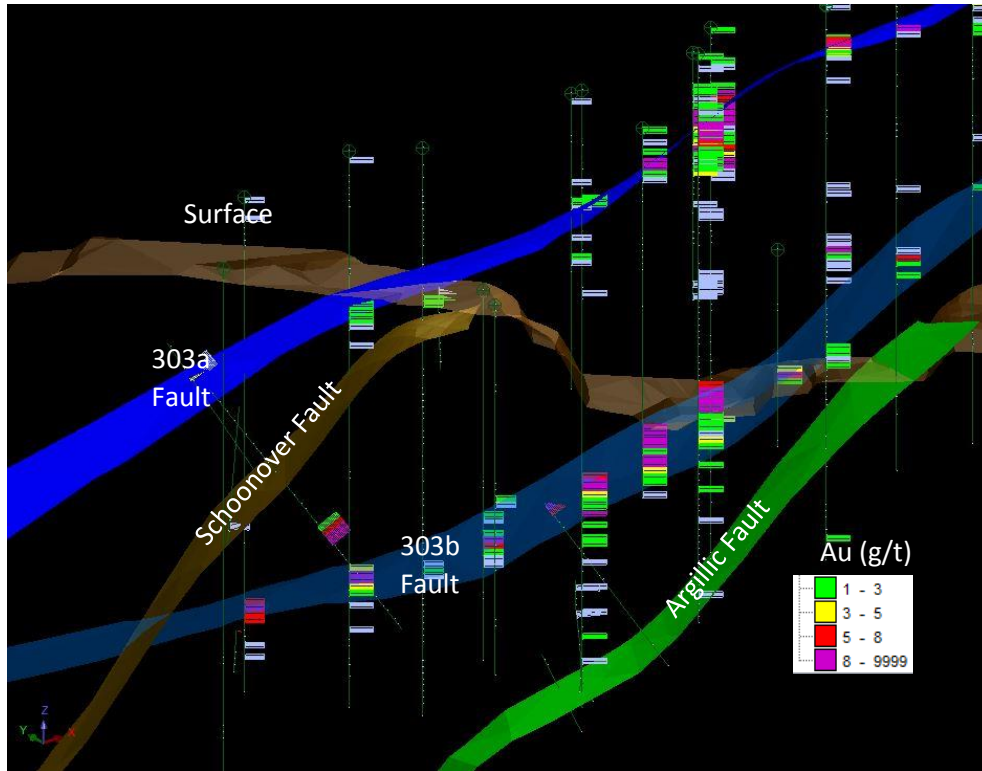 Surface
303a
Fault
Schoonover Fault
303b
Fault
Argillic Fault
Au (g/t)
1 - 3
3 - 5
5 - 8
8 - 9999
Z
Y
X